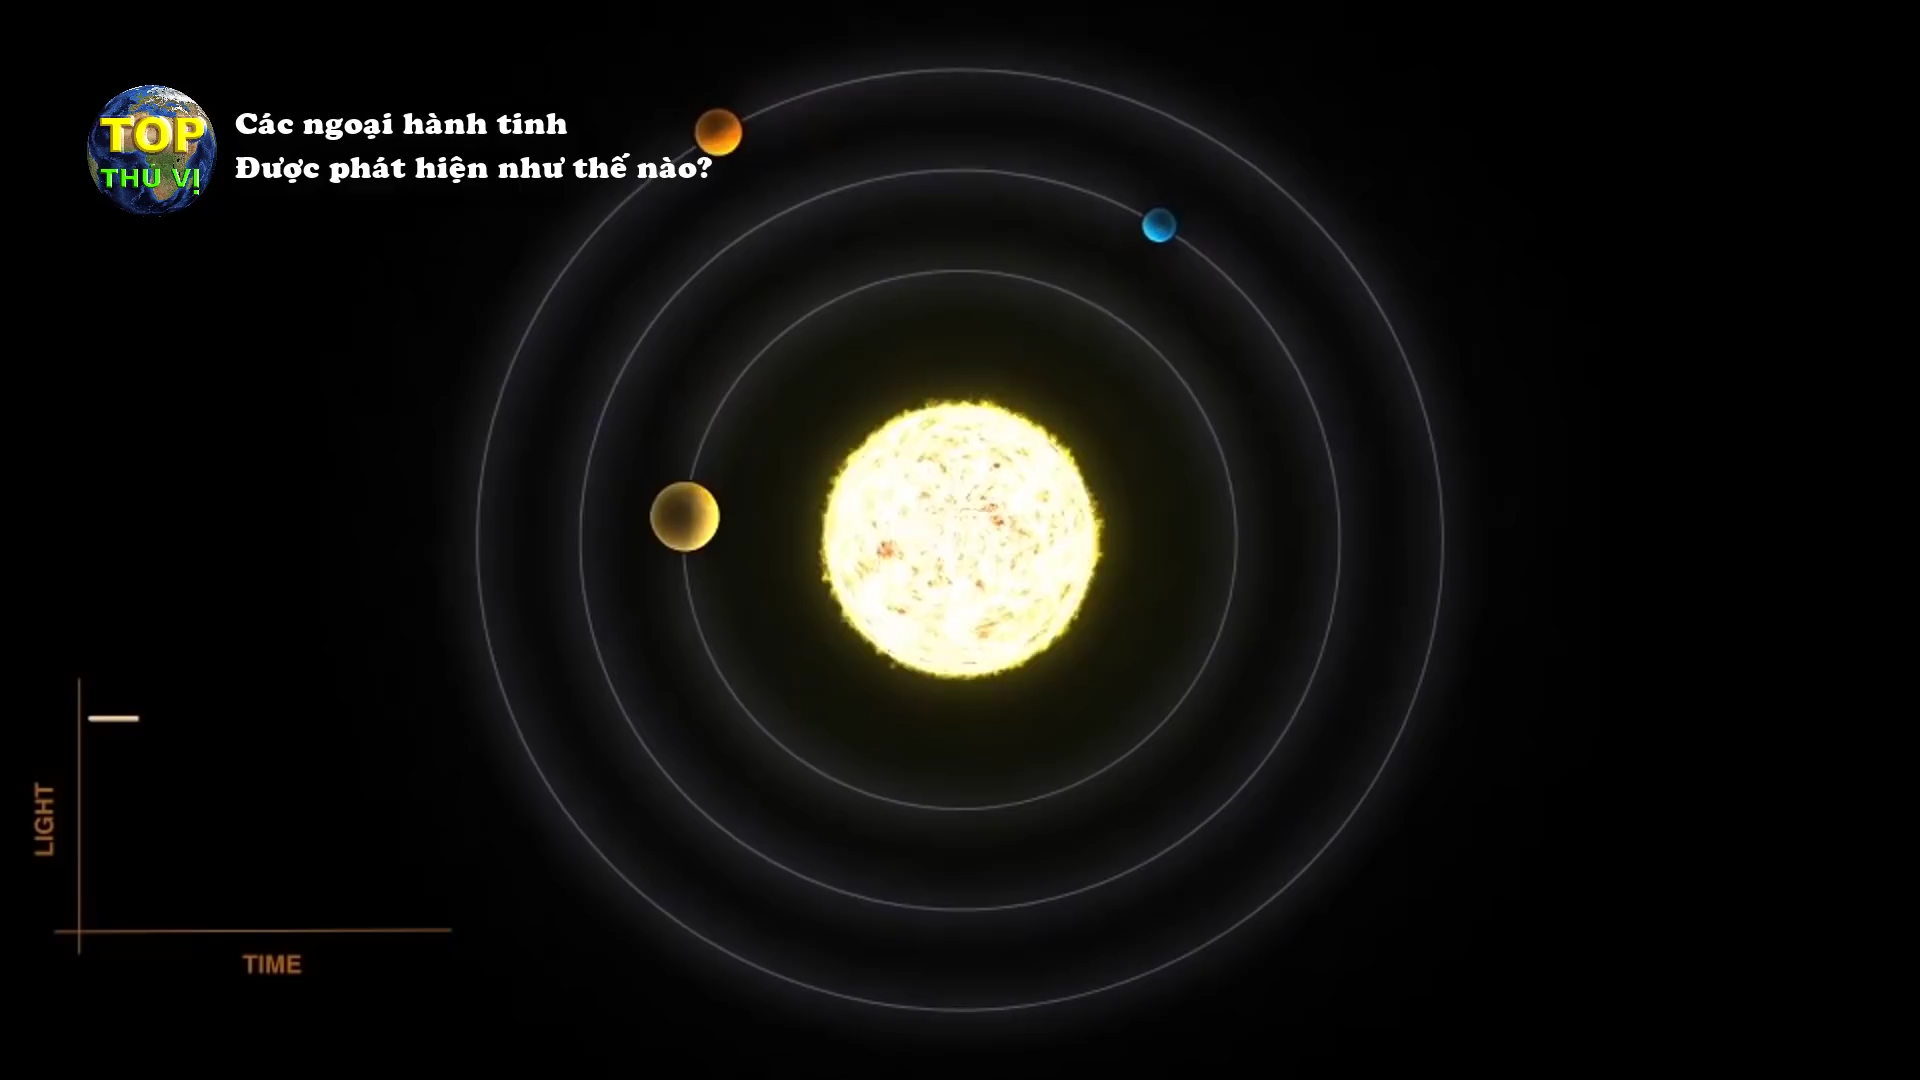 TOP
THÚ VỊ
Các ngoại hành tinh
Được phát hiện như thế nào?
LIGHT
TIME